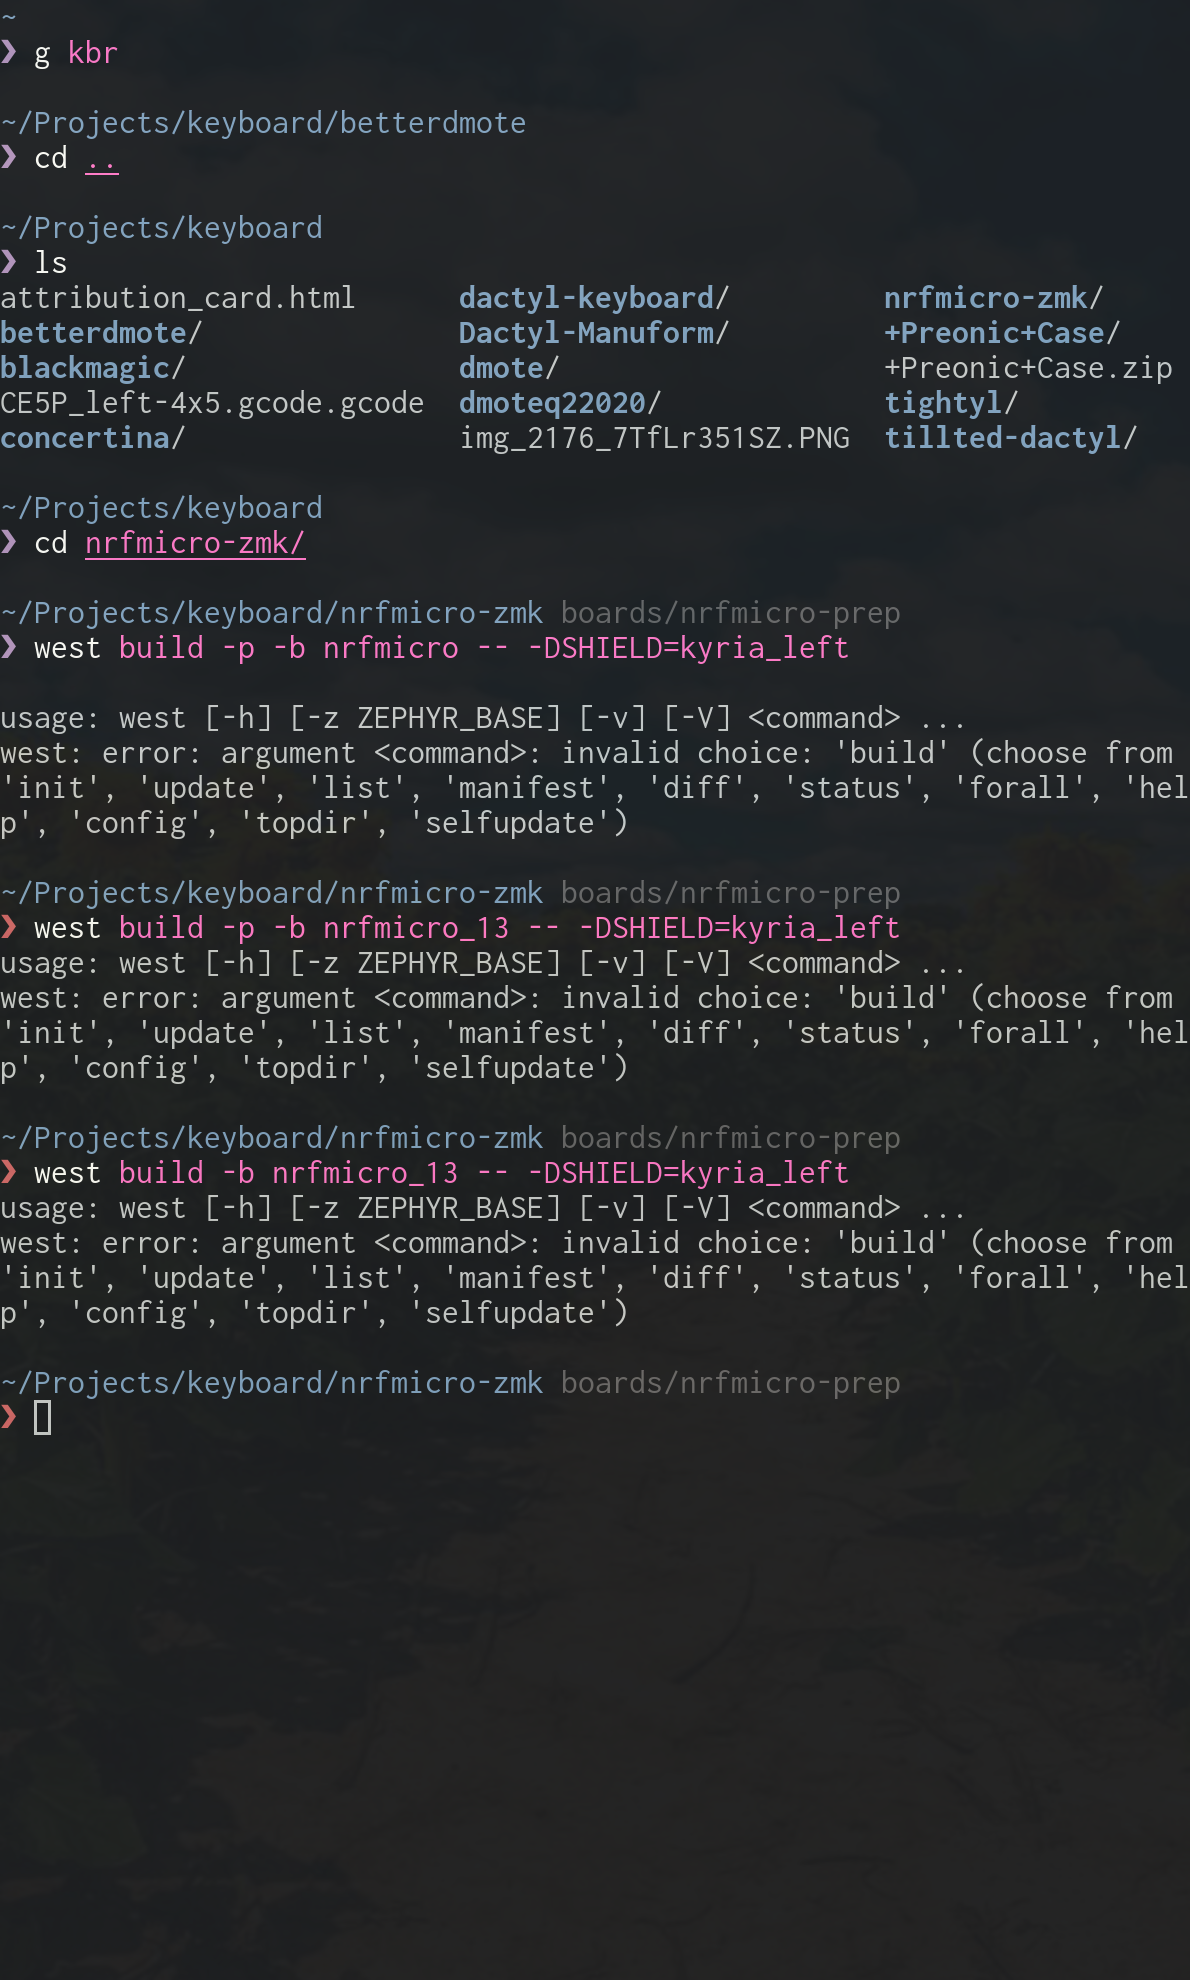 ~
❯ g kbr
~/Projects/keyboard/betterdmote
❯ cd ..
~/Projects/keyboard
❯ ls
attribution_card.html      dactyl-keyboard/         nrfmicro-zmk/
betterdmote/               Dactyl-Manuform/         +Preonic+Case/
blackmagic/                dmote/                   +Preonic+Case.zip
CE5P_left-4x5.gcode.gcode  dmoteq22020/             tightyl/
concertina/                img_2176_7TfLr351SZ.PNG  tillted-dactyl/
~/Projects/keyboard
❯ cd nrfmicro-zmk/
~/Projects/keyboard/nrfmicro-zmk boards/nrfmicro-prep
❯ west build -p -b nrfmicro -- -DSHIELD=kyria_left
usage: west [-h] [-z ZEPHYR_BASE] [-v] [-V] <command> ...
west: error: argument <command>: invalid choice: 'build' (choose from
'init', 'update', 'list', 'manifest', 'diff', 'status', 'forall', 'hel
p', 'config', 'topdir', 'selfupdate')
~/Projects/keyboard/nrfmicro-zmk boards/nrfmicro-prep
❯ west build -p -b nrfmicro_13 -- -DSHIELD=kyria_left
usage: west [-h] [-z ZEPHYR_BASE] [-v] [-V] <command> ...
west: error: argument <command>: invalid choice: 'build' (choose from
'init', 'update', 'list', 'manifest', 'diff', 'status', 'forall', 'hel
p', 'config', 'topdir', 'selfupdate')
~/Projects/keyboard/nrfmicro-zmk boards/nrfmicro-prep
❯ west build -b nrfmicro_13 -- -DSHIELD=kyria_left
usage: west [-h] [-z ZEPHYR_BASE] [-v] [-V] <command> ...
west: error: argument <command>: invalid choice: 'build' (choose from
'init', 'update', 'list', 'manifest', 'diff', 'status', 'forall', 'hel
p', 'config', 'topdir', 'selfupdate')
~/Projects/keyboard/nrfmicro-zmk boards/nrfmicro-prep
❯